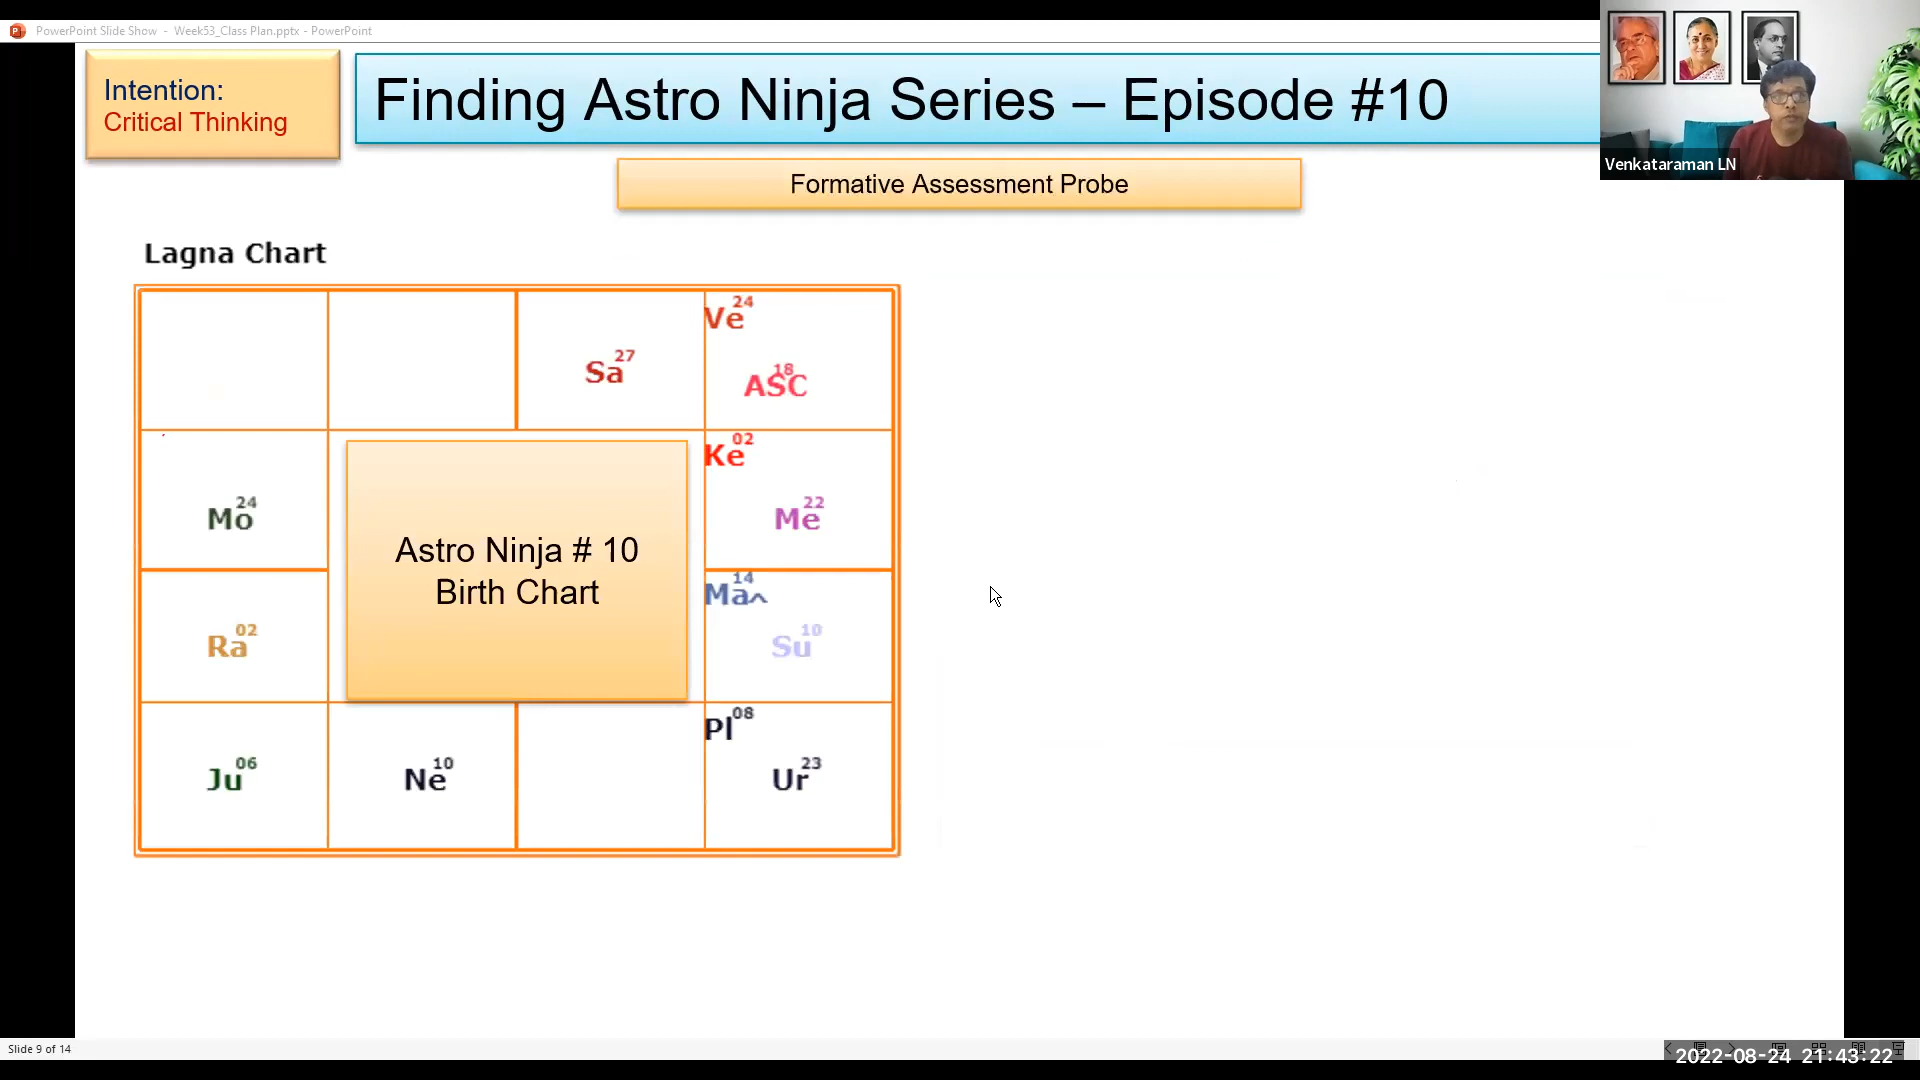 PowerPoint Slide Show - Week53_Class Plan.pptx - PowerPoint
Intention:
Critical Thinking
Finding Astro Ninja Series – Episode #10
Venkataraman LN
Formative Assessment Probe
Lagna Chart
Sa 27
Ve 24
ASC 18
Mo 24
Ke 02
Me 22
Astro Ninja # 10
Birth Chart
Ra 02
Ma^ 14
Su 10
Ju 06
Ne 10
Pl 08
Ur 23
Slide 9 of 14
2022-08-24 21:43:22